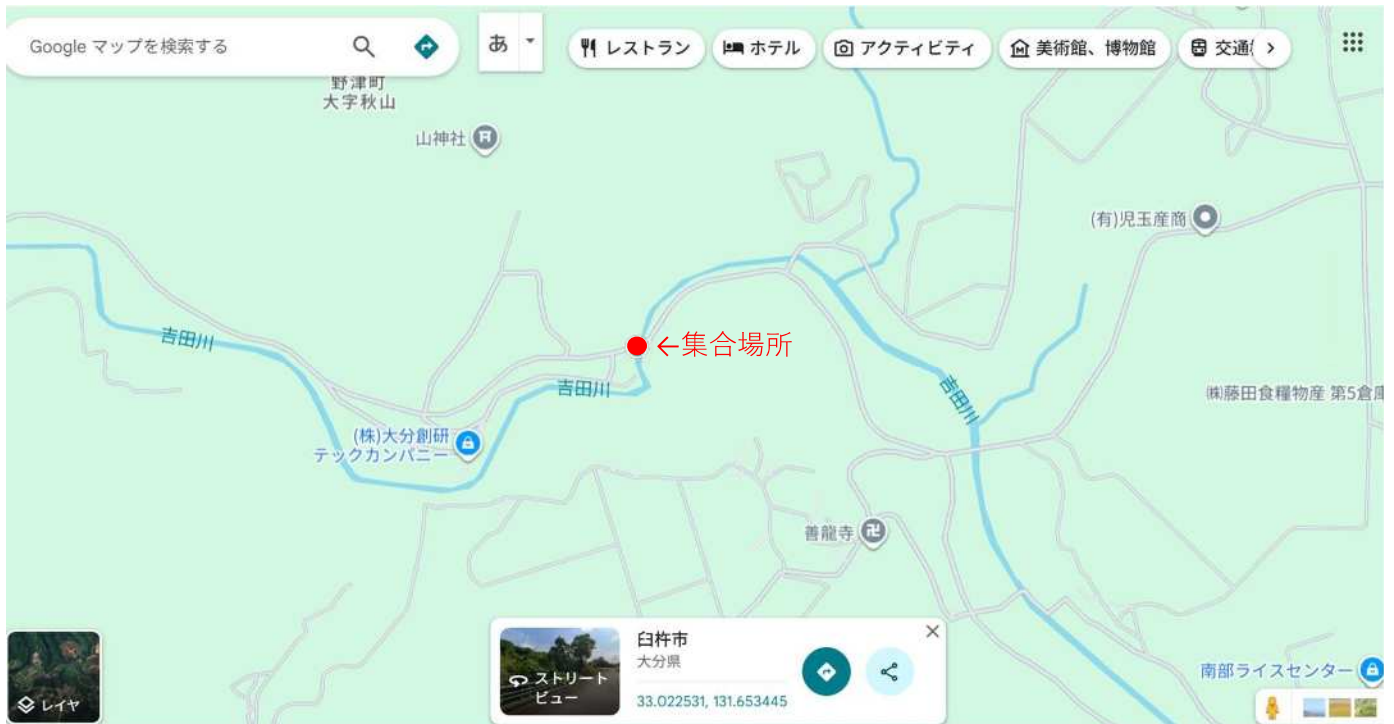 Google マップを検索する
あ
レストラン
ホテル
アクティビティ
美術館、博物館
交通
野津町
大字秋山
山神社
(有)児玉産商
吉田川
←集合場所
吉田川
吉田川
㈱藤田食糧物産 第5倉庫
(株)大分創研
テックカンパニー
善龍寺
臼杵市
大分県
33.022531, 131.653445
ストリート
ビュー
レイヤ
南部ライスセンター